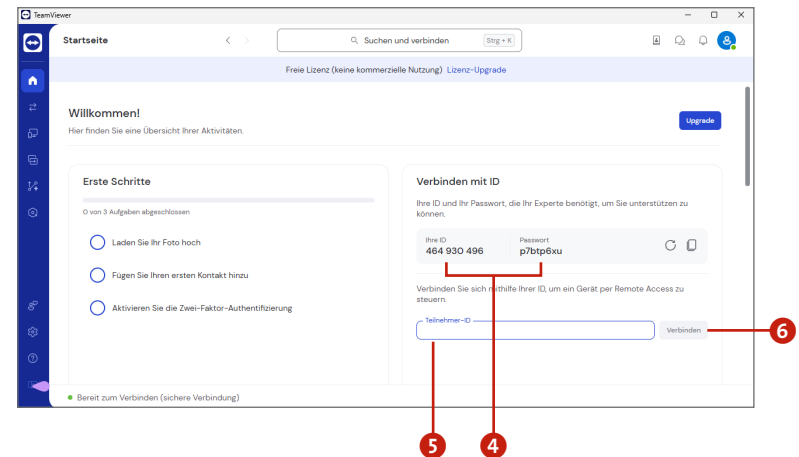 TeamViewer
Startseite
Suchen und verbinden
Strg + K
Freie Lizenz (keine kommerzielle Nutzung) Lizenz-Upgrade
Willkommen!
Hier finden Sie eine Übersicht Ihrer Aktivitäten.
Upgrade
Erste Schritte
0 von 3 Aufgaben abgeschlossen
Laden Sie Ihr Foto hoch
Fügen Sie Ihren ersten Kontakt hinzu
Aktivieren Sie die Zwei-Faktor-Authentifizierung
Verbinden mit ID
Ihre ID und Ihr Passwort, die Ihr Experte benötigt, um Sie unterstützen zu
können.
Ihre ID
Passwort
464 930 496
p7btp6xu
Verbinden Sie sich mithilfe Ihrer ID, um ein Gerät per Remote Access zu
steuern.
Teilnehmer-ID
Verbinden
6
Bereit zum Verbinden (sichere Verbindung)
5
4